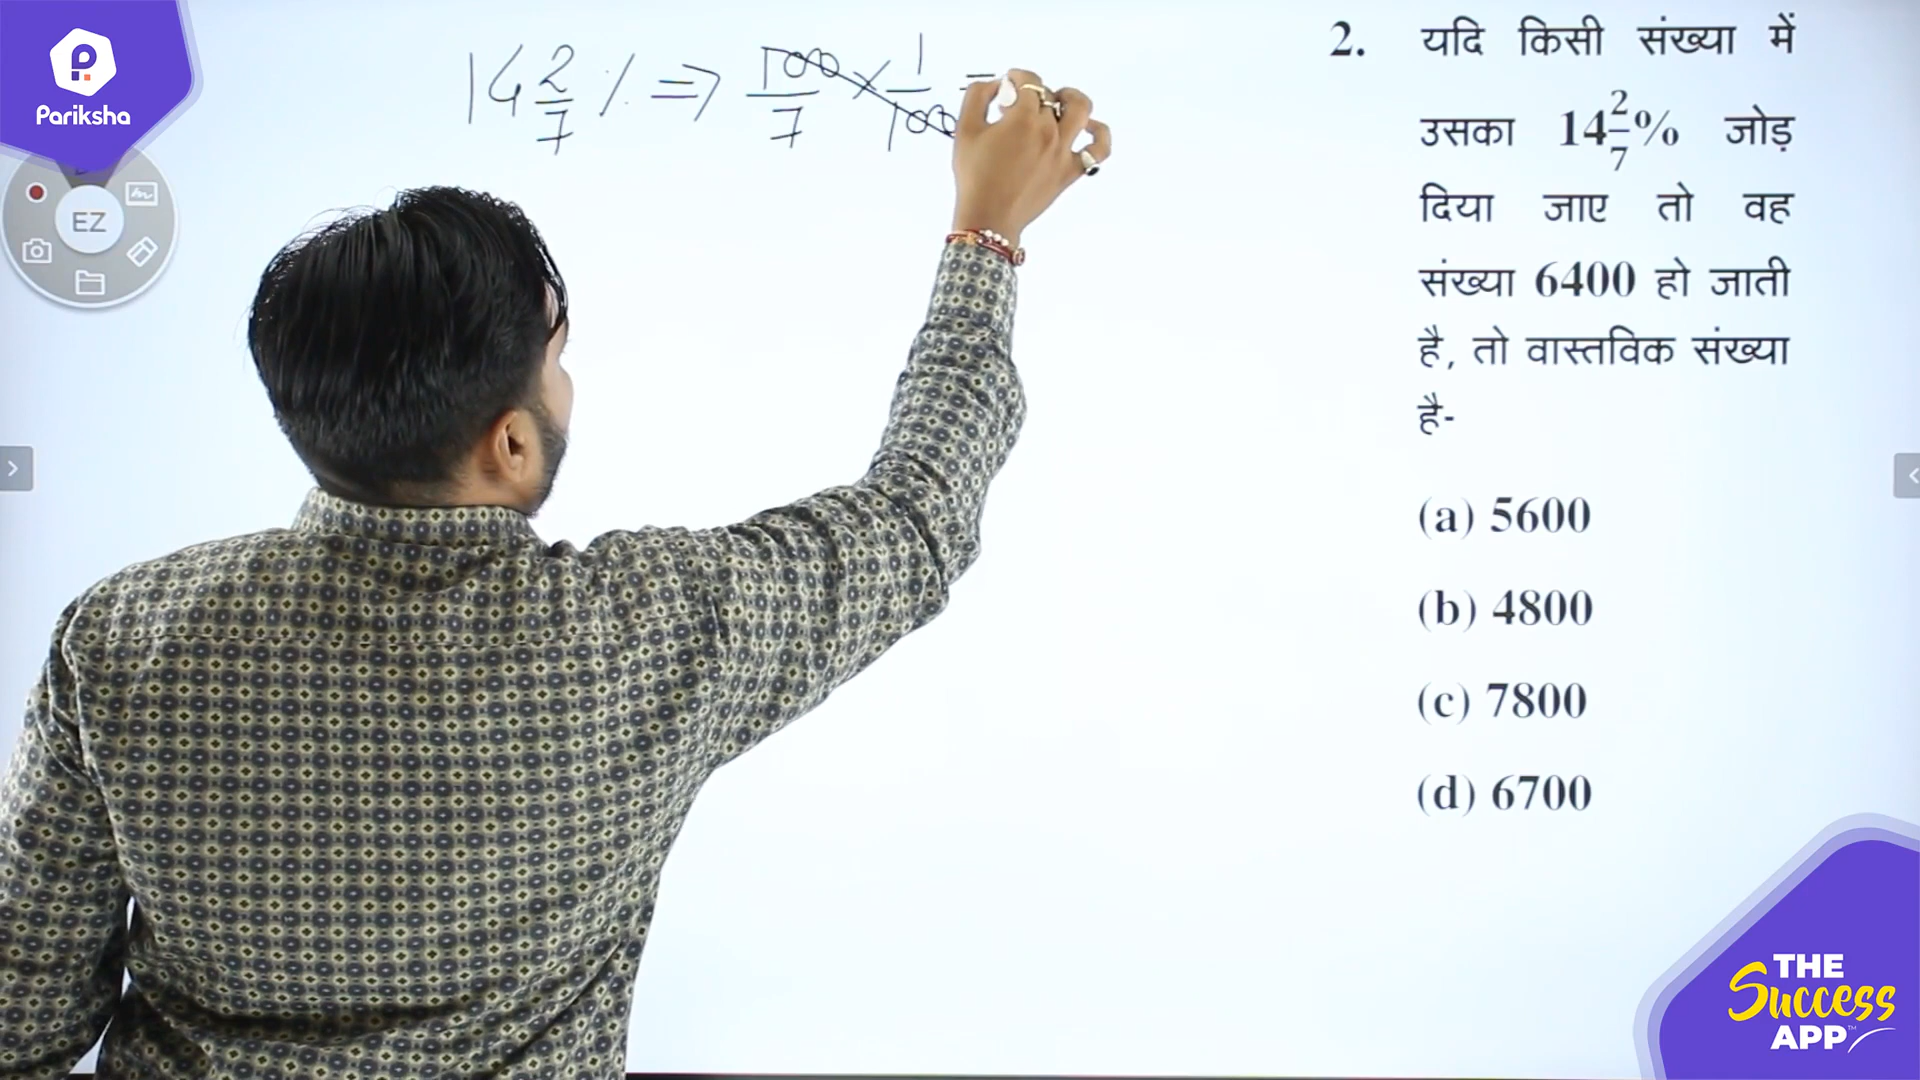 Pariksha
EZ
14 2/7 % ⇒ 100/7 × 1/100 =
2. यदि किसी संख्या में
उसका 14 2/7% जोड़
दिया जाए तो वह
संख्या 6400 हो जाती
है, तो वास्तविक संख्या
है-
(a) 5600
(b) 4800
(c) 7800
(d) 6700
THE
Success
APP™